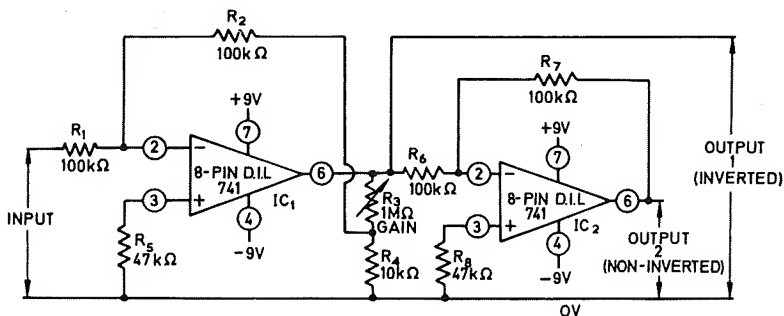 R2
100kΩ
R1
100kΩ
+9V
7
2
−
8-PIN D.I.L
741
6
IC1
3
+
4
−9V
INPUT
R5
47kΩ
R3
1MΩ
GAIN
R4
10kΩ
R6
100kΩ
R7
100kΩ
+9V
7
2
−
8-PIN D.I.L
741
6
IC2
3
+
4
−9V
R8
47kΩ
0V
OUTPUT
1
(INVERTED)
OUTPUT
2
(NON-INVERTED)